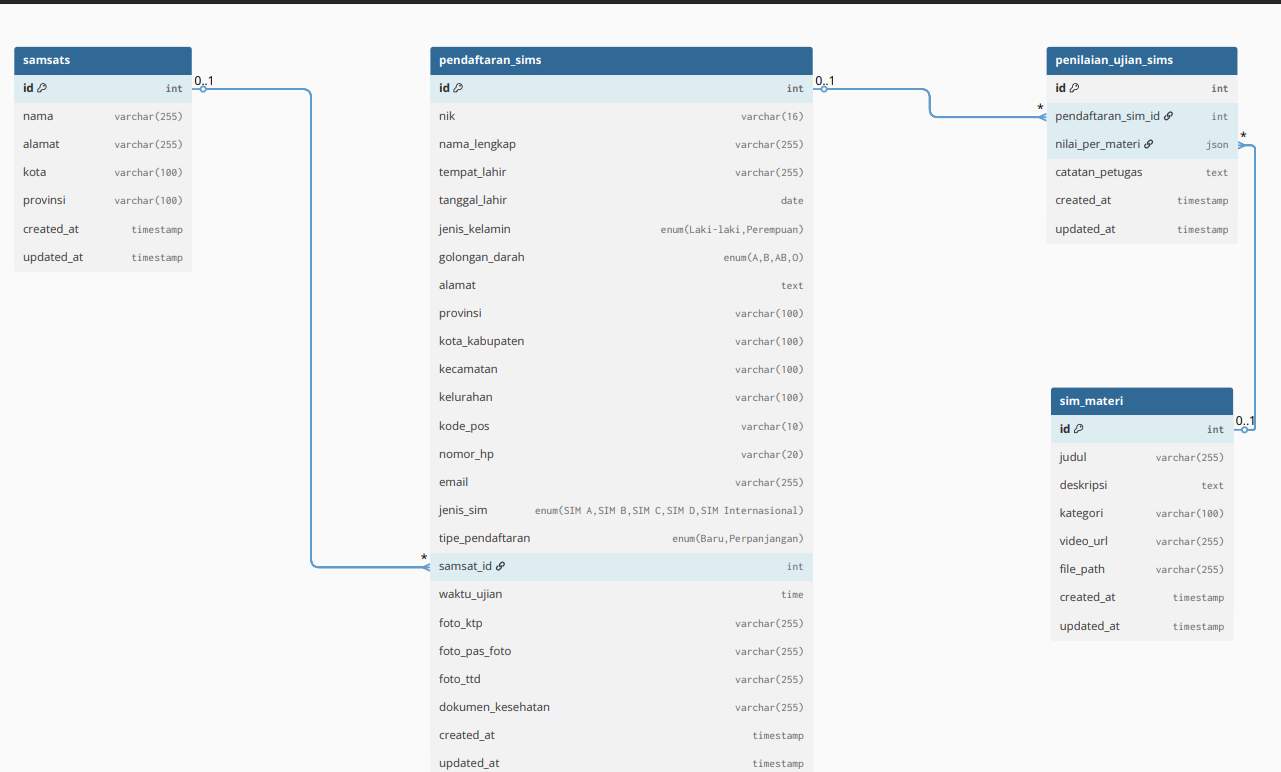 samsats
id int
nama varchar(255)
alamat varchar(255)
kota varchar(100)
provinsi varchar(100)
created_at timestamp
updated_at timestamp
0..1
*
pendaftaran_sims
id int
nik varchar(16)
nama_lengkap varchar(255)
tempat_lahir varchar(255)
tanggal_lahir date
jenis_kelamin enum(Laki-laki,Perempuan)
golongan_darah enum(A,B,AB,O)
alamat text
provinsi varchar(100)
kota_kabupaten varchar(100)
kecamatan varchar(100)
kelurahan varchar(100)
kode_pos varchar(10)
nomor_hp varchar(20)
email varchar(255)
jenis_sim enum(SIM A,SIM B,SIM C,SIM D,SIM Internasional)
tipe_pendaftaran enum(Baru,Perpanjangan)
samsat_id int
waktu_ujian time
foto_ktp varchar(255)
foto_pas_foto varchar(255)
foto_ttd varchar(255)
dokumen_kesehatan varchar(255)
created_at timestamp
updated_at timestamp
0..1
*
penilaian_ujian_sims
id int
pendaftaran_sim_id int
nilai_per_materi json
catatan_petugas text
created_at timestamp
updated_at timestamp
*
0..1
sim_materi
id int
judul varchar(255)
deskripsi text
kategori varchar(100)
video_url varchar(255)
file_path varchar(255)
created_at timestamp
updated_at timestamp